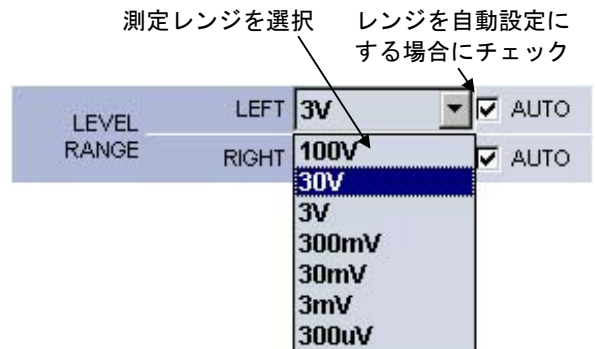 測定レンジを選択
レンジを自動設定に
する場合にチェック
LEVEL
RANGE
LEFT 3V AUTO
RIGHT 100V AUTO
30V
3V
300mV
30mV
3mV
300uV